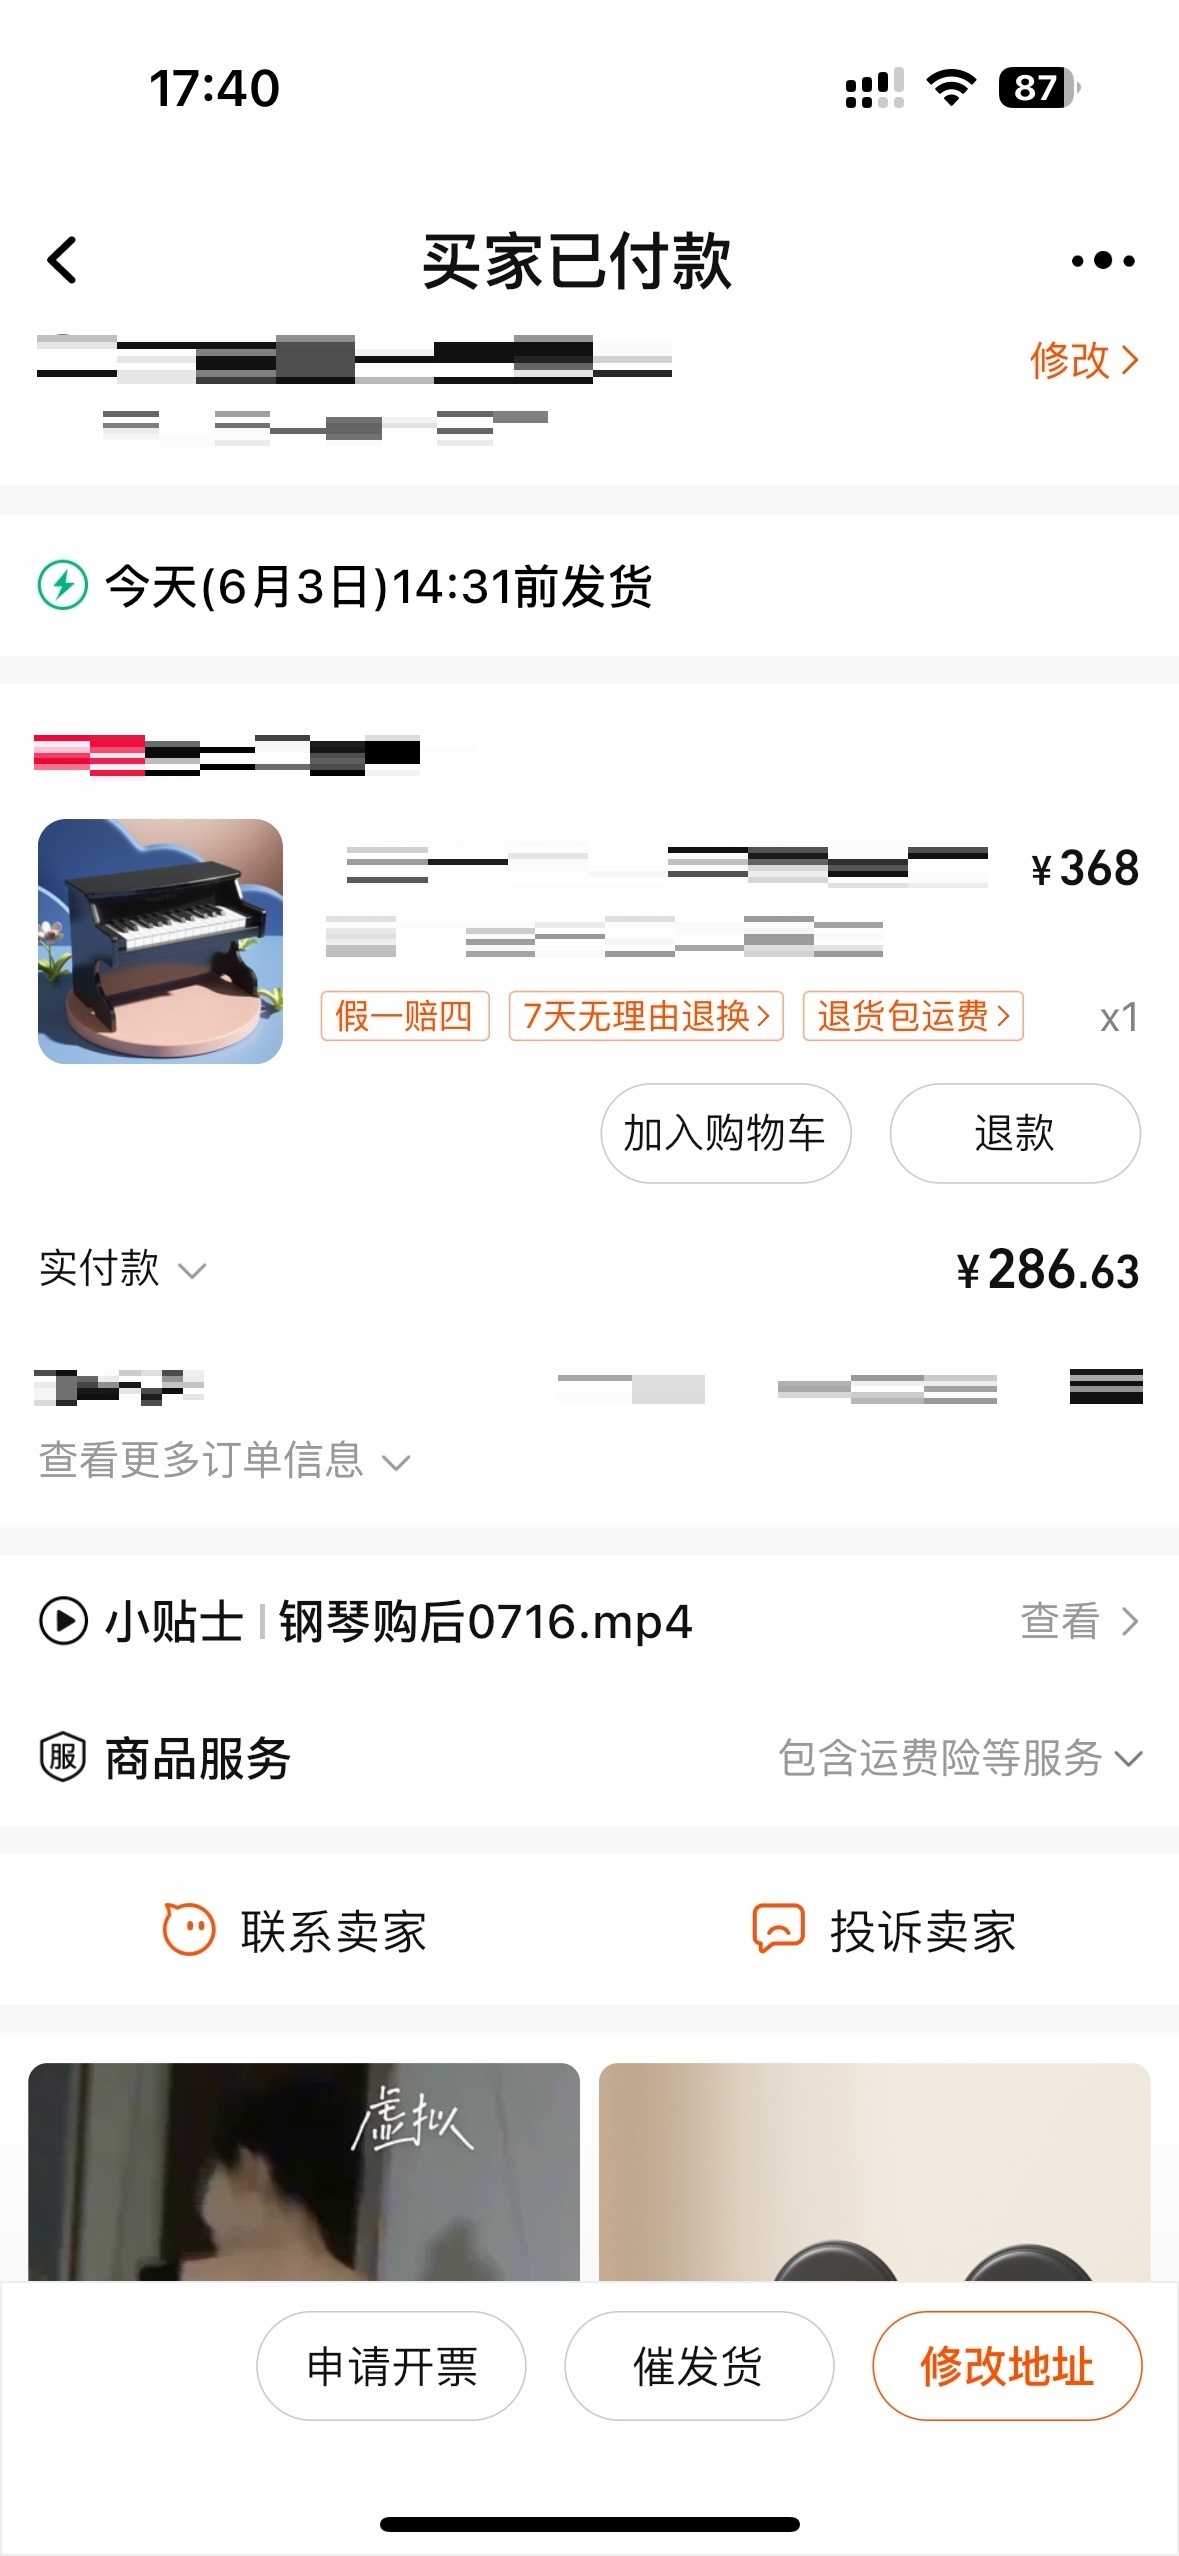 17:40
87
买家已付款
修改
今天(6月3日)14:31前发货
¥368
假一赔四
7天无理由退换
退货包运费
x1
加入购物车
退款
实付款
¥286.63
查看更多订单信息
小贴士
钢琴购后0716.mp4
查看
服
商品服务
包含运费险等服务
联系卖家
投诉卖家
虚拟
申请开票
催发货
修改地址